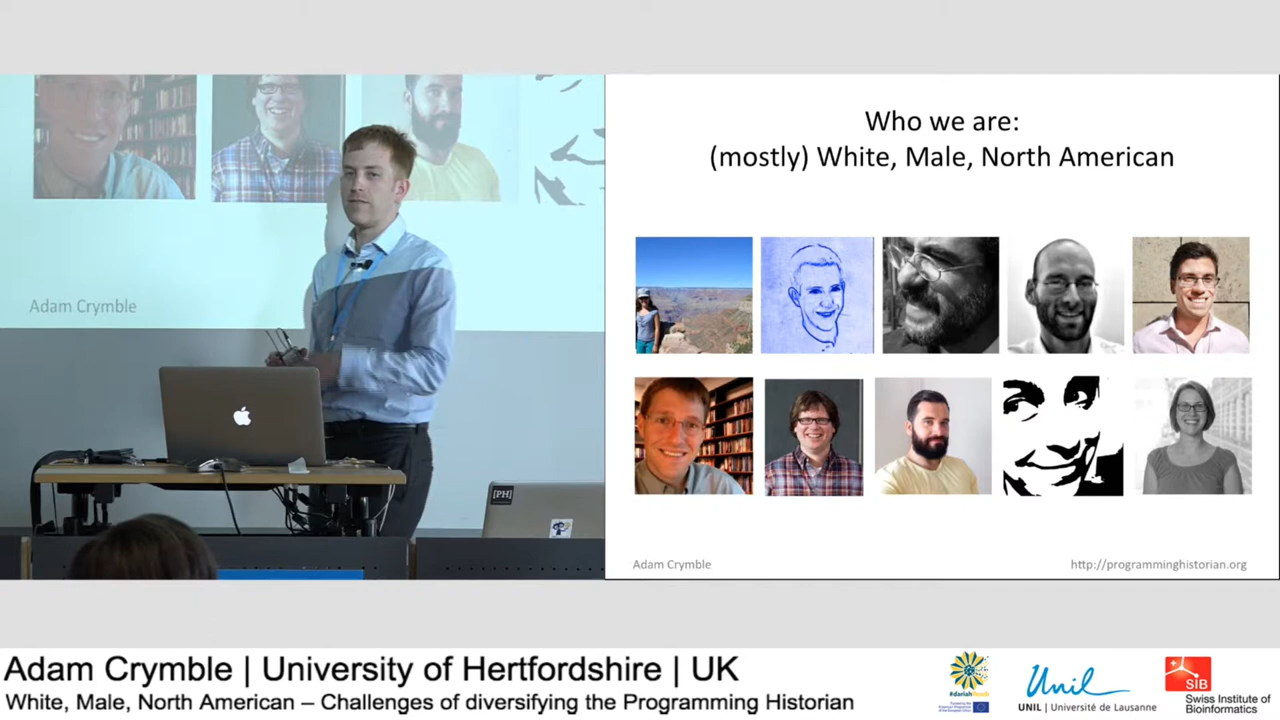 Adam Crymble
[PH]
Who we are:
(mostly) White, Male, North American
Adam Crymble
http://programminghistorian.org
Adam Crymble | University of Hertfordshire | UK
White, Male, North American – Challenges of diversifying the Programming Historian
#dariahTeach
Unil
UNIL | Université de Lausanne
SIB
Swiss Institute of
Bioinformatics